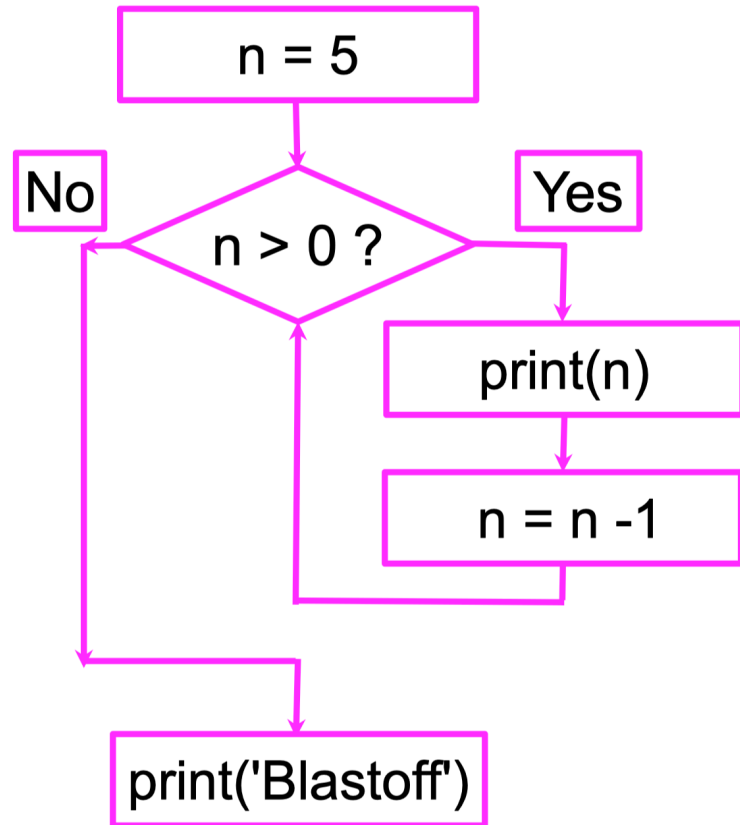 n = 5
No
Yes
n > 0 ?
print(n)
n = n -1
print('Blastoff')